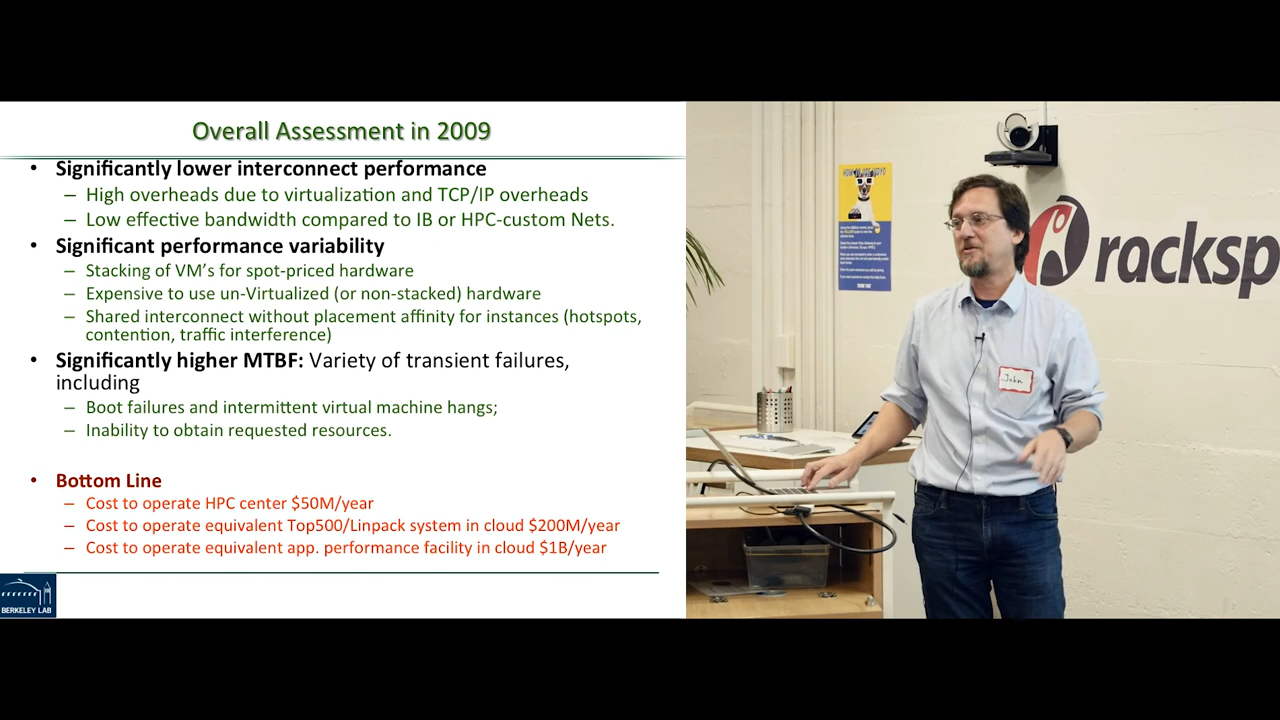 Overall Assessment in 2009
• Significantly lower interconnect performance
– High overheads due to virtualization and TCP/IP overheads
– Low effective bandwidth compared to IB or HPC-custom Nets.
• Significant performance variability
– Stacking of VM's for spot-priced hardware
– Expensive to use un-Virtualized (or non-stacked) hardware
– Shared interconnect without placement affinity for instances (hotspots,
contention, traffic interference)
• Significantly higher MTBF: Variety of transient failures,
including
– Boot failures and intermittent virtual machine hangs;
– Inability to obtain requested resources.
• Bottom Line
– Cost to operate HPC center $50M/year
– Cost to operate equivalent Top500/Linpack system in cloud $200M/year
– Cost to operate equivalent app. performance facility in cloud $1B/year
BERKELEY LAB
racksp
John